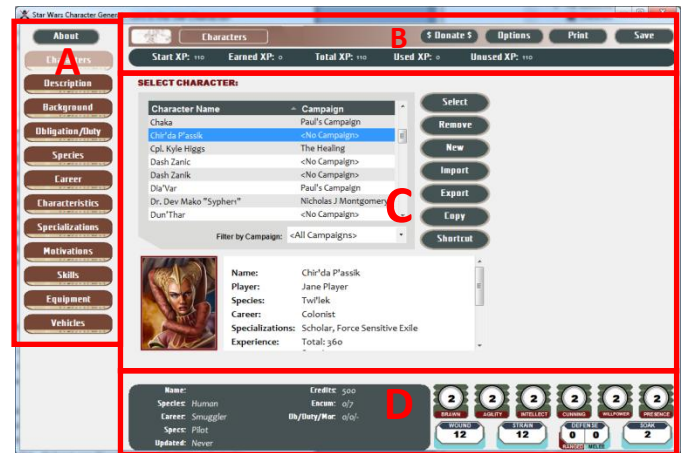 Star Wars Character Gener
About
A
Characters
Description
Background
Obligation/Duty
Species
Career
Characteristics
Specializations
Motivations
Skills
Equipment
Vehicles
Characters
B
$ Donate $
Options
Print
Save
Start XP: 110 Earned XP: 0 Total XP: 110 Used XP: 0 Unused XP: 110
SELECT CHARACTER:
Character Name Campaign
Chaka Paul's Campaign
Chir'da P'assik <No Campaign>
Cpl. Kyle Higgs The Healing
Dash Zanic <No Campaign>
Dash Zanik <No Campaign>
Dia'Var Paul's Campaign
Dr. Dev Mako "Sypheri" Nicholas J Montgomery
Dun'Thar <No Campaign>
Filter by Campaign: <All Campaigns>
C
Select
Remove
New
Import
Export
Copy
Shortcut
Name: Chir'da P'assik
Player: Jane Player
Species: Twi'lek
Career: Colonist
Specializations: Scholar, Force Sensitive Exile
Experience: Total: 360
Name: Credits: 500
Species: Human Encum: 0/7
Career: Smuggler Ob/Duty/Mor: 0/0/-
Specs: Pilot
Updated: Never
D
2 2 2 2 2 2
BRAWN AGILITY INTELLECT CUNNING WILLPOWER PRESENCE
WOUND STRAIN DEFENSE SOAK
12 12 0 0 2
RANGED MELEE